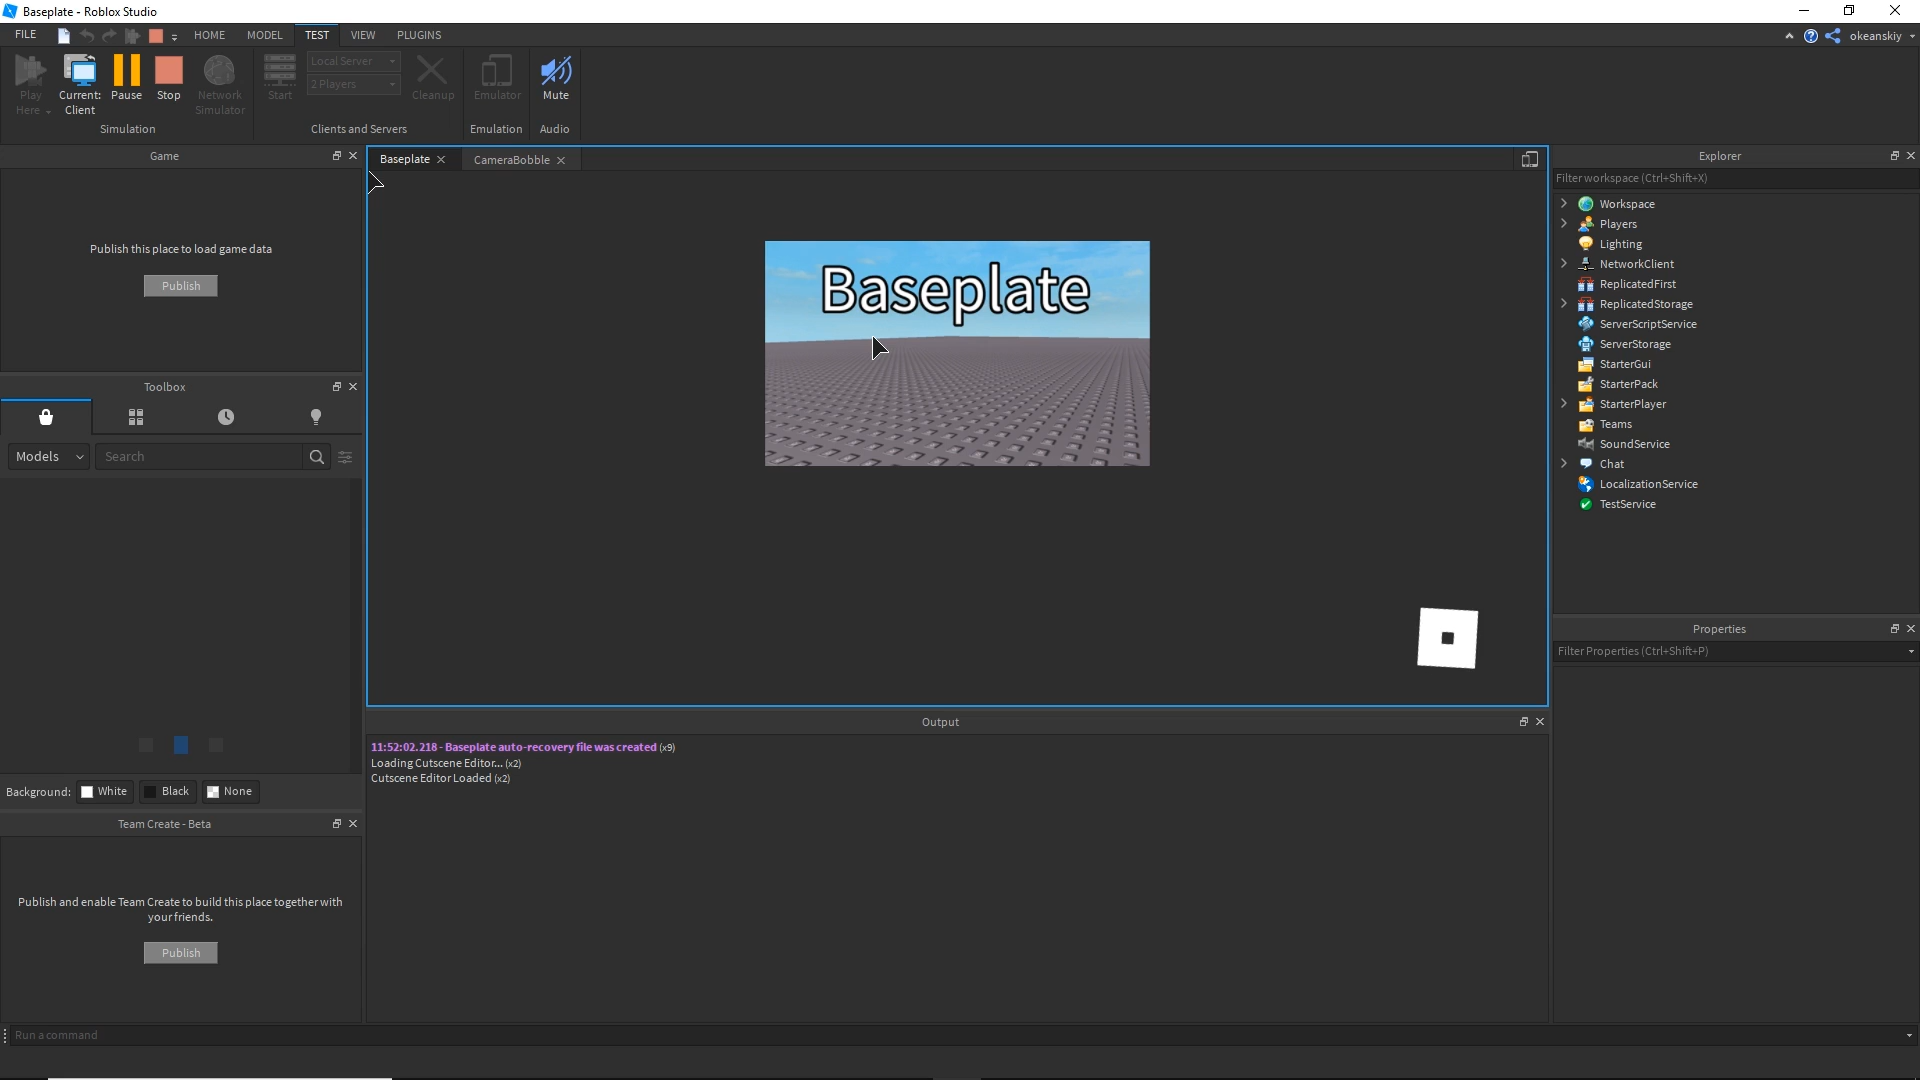 Baseplate - Roblox Studio
FILE
HOME
MODEL
TEST
VIEW
PLUGINS
okeanskiy
Play
Here
Current:
Client
Pause
Stop
Network
Simulator
Simulation
Start
Local Server
2 Players
Cleanup
Clients and Servers
Emulator
Emulation
Mute
Audio
Game
Publish this place to load game data
Publish
Toolbox
Models
Search
Background:
White
Black
None
Team Create - Beta
Publish and enable Team Create to build this place together with
your friends.
Publish
Baseplate
CameraBobble
Baseplate
Output
11:52:02.218 - Baseplate auto-recovery file was created (x9)
Loading Cutscene Editor... (x2)
Cutscene Editor Loaded (x2)
Explorer
Filter workspace (Ctrl+Shift+X)
Workspace
Players
Lighting
NetworkClient
ReplicatedFirst
ReplicatedStorage
ServerScriptService
ServerStorage
StarterGui
StarterPack
StarterPlayer
Teams
SoundService
Chat
LocalizationService
TestService
Properties
Filter Properties (Ctrl+Shift+P)
Run a command